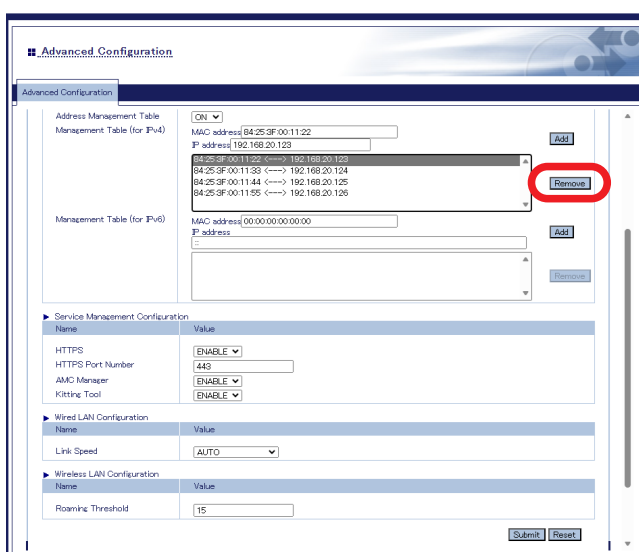 Advanced Configuration
Advanced Configuration
Address Management Table ON
Management Table (for IPv4) MAC address 84:25:3F:00:11:22
IP address 192.168.20.123
Add
84:25:3F:00:11:22 <---> 192.168.20.123
84:25:3F:00:11:33 <---> 192.168.20.124
84:25:3F:00:11:44 <---> 192.168.20.125
84:25:3F:00:11:55 <---> 192.168.20.126
Remove
Management Table (for IPv6) MAC address 00:00:00:00:00:00
IP address
::
Add
Remove
Service Management Configuration
Name Value
HTTPS ENABLE
HTTPS Port Number 443
AMC Manager ENABLE
Kitting Tool ENABLE
Wired LAN Configuration
Name Value
Link Speed AUTO
Wireless LAN Configuration
Name Value
Roaming Threshold 15
Submit Reset